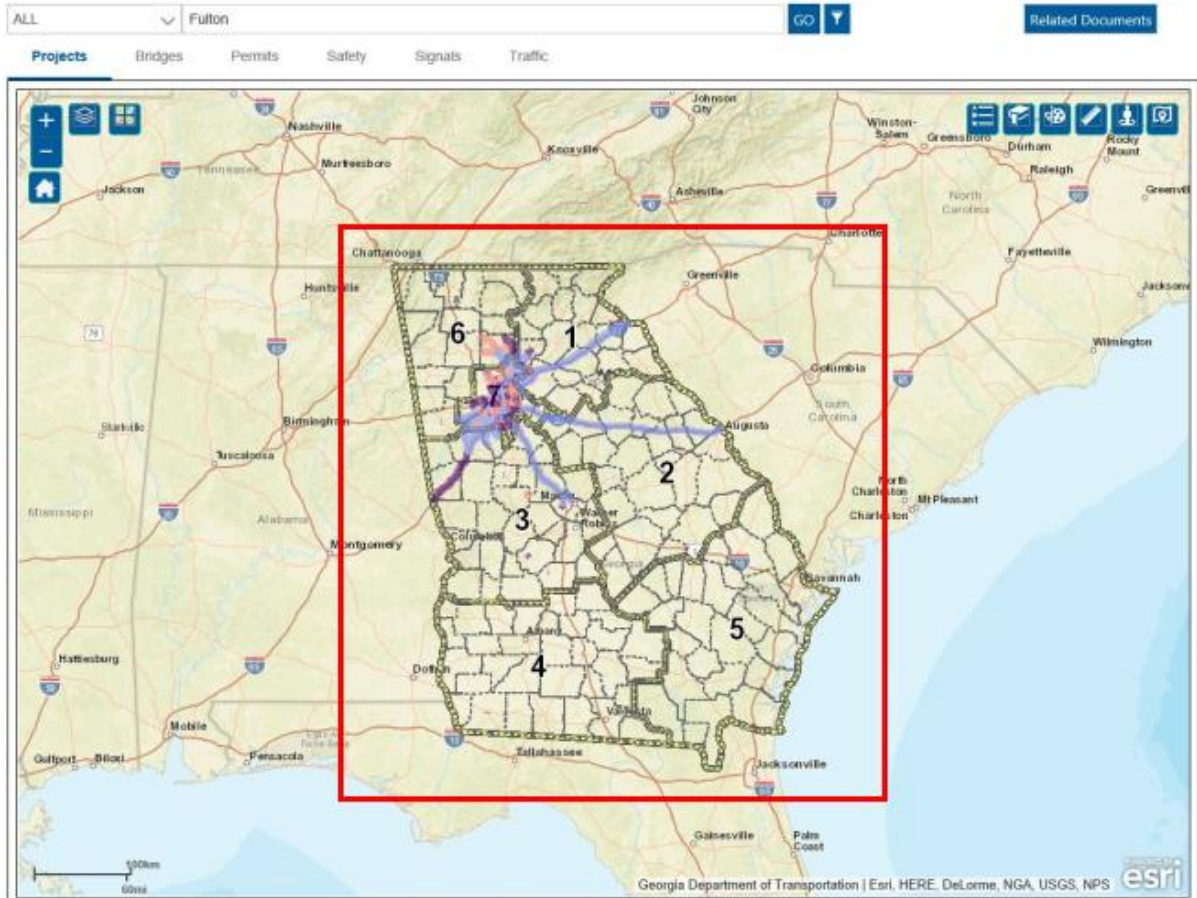 ALL
Fulton
GO
Related Documents
Projects
Bridges
Permits
Safety
Signals
Traffic
Johnson
City
Nashville
Winston-
Salem
Greensboro
Durham
Rocky
Mount
Murfreesboro
Knoxville
Tennessee
Raleigh
Jackson
Asheville
North
Carolina
Charlotte
Chattanooga
Fayetteville
Greenville
Huntsville
78
6
1
Wilmington
7
Columbia
South
Carolina
Birmingham
Augusta
Starkville
Tuscaloosa
2
North
Charleston
Mt Pleasant
Charleston
Mississippi
Alabama
3
Warner
Robins
Columbus
Montgomery
Georgia
Savannah
5
Albany
4
Hattiesburg
Dothan
Valdosta
Mobile
Tallahassee
Gulfport
Biloxi
Pensacola
Jacksonville
Gainesville
Palm
Coast
100km
60mi
Georgia Department of Transportation | Esri, HERE, DeLorme, NGA, USGS, NPS
esri